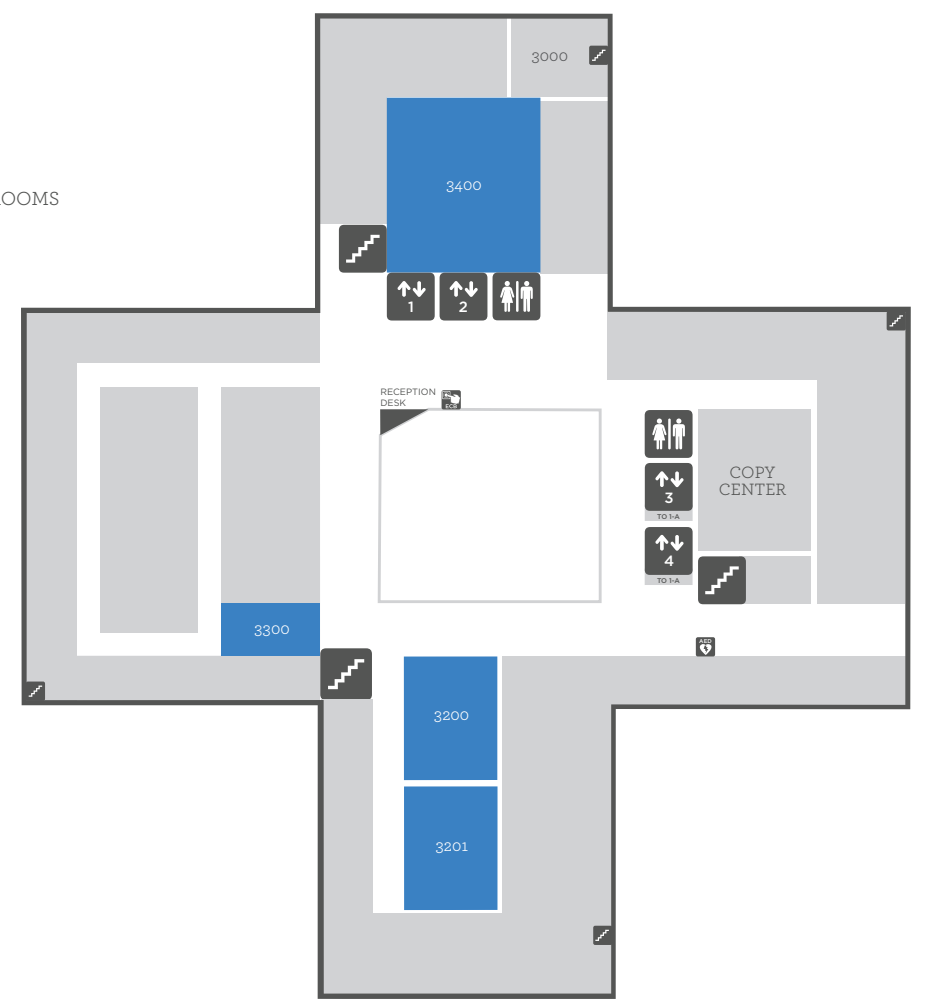 3000
3400
OOMS
1
2
RECEPTION
DESK
ECB
COPY
CENTER
3
TO 1-A
4
TO 1-A
3300
AED
3200
3201